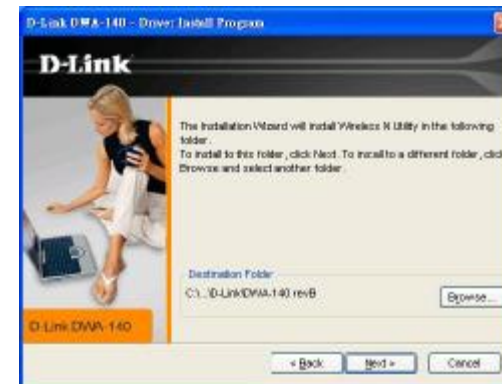 D-Link DWA-140 - Driver Install Program
D-Link
The Installation Wizard will install Wireless N Utility in the following
folder.
To install to this folder, click Next. To install to a different folder, click
Browse and select another folder.
Destination Folder
C:\...\D-Link\DWA-140 revB
Browse...
D-Link DWA-140
< Back
Next >
Cancel